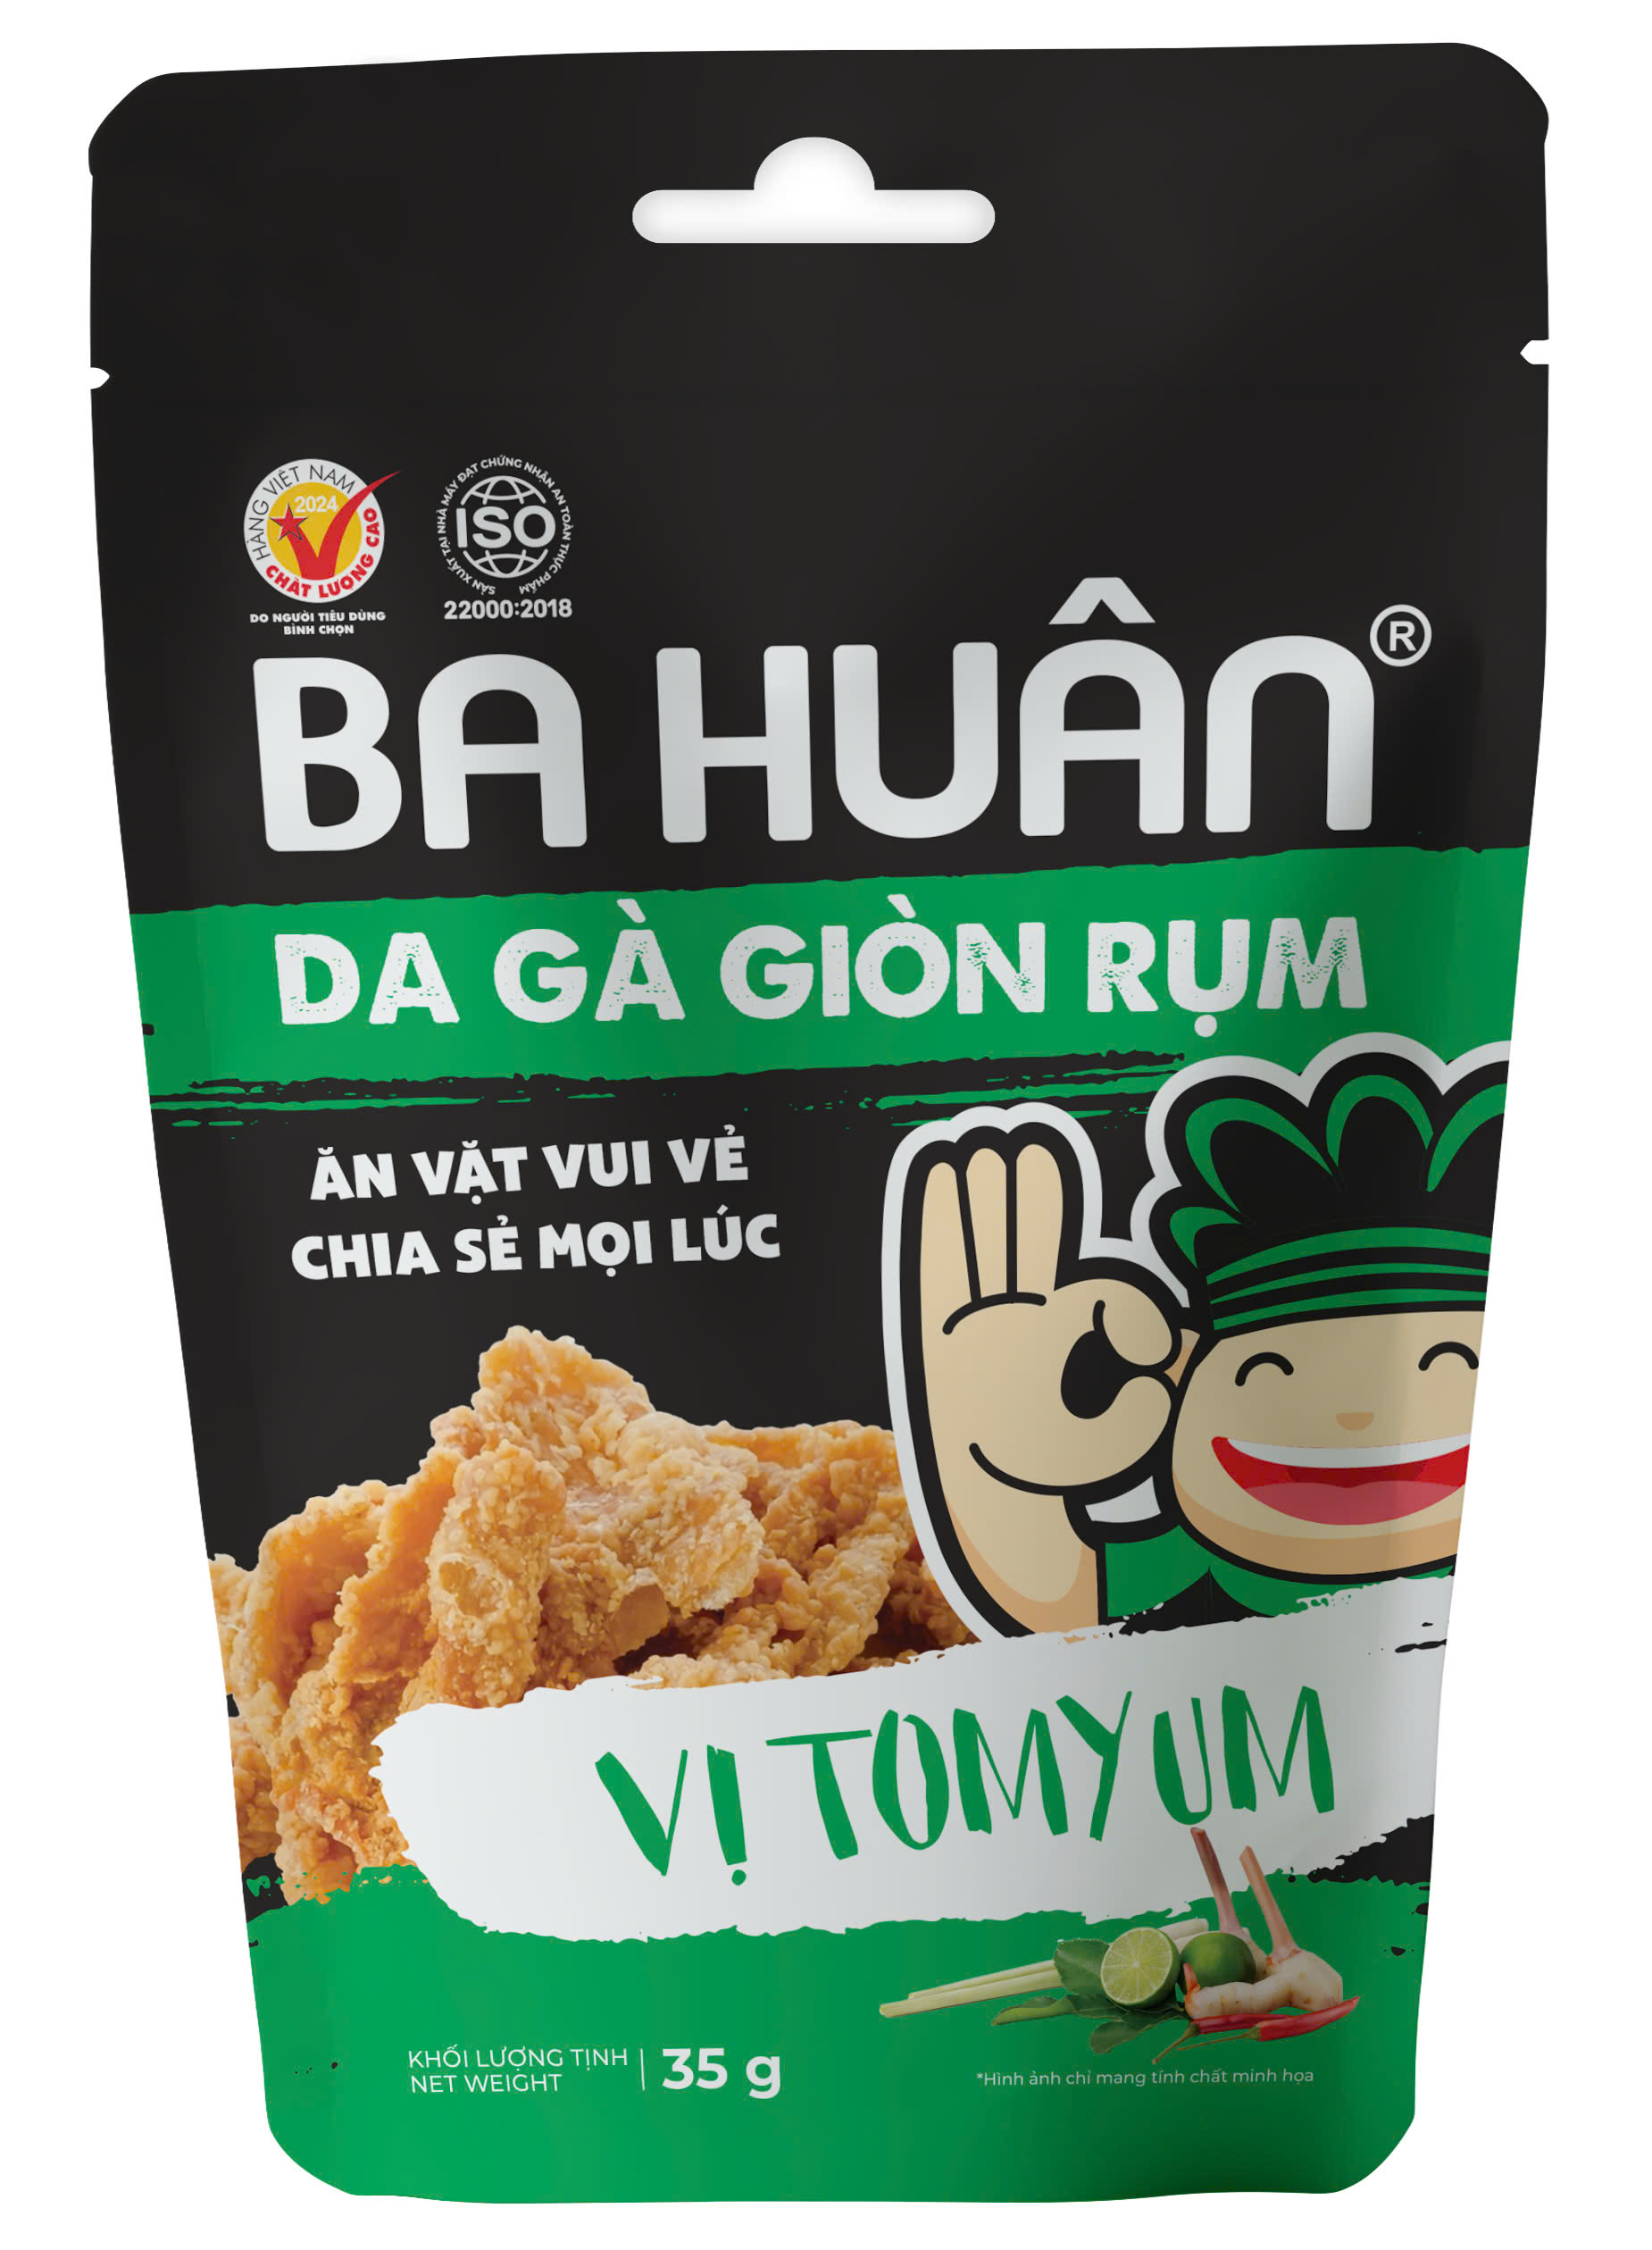 HÀNG VIỆT NAM
2024
CHẤT LƯỢNG CAO
DO NGƯỜI TIÊU DÙNG
BÌNH CHỌN
SẢN XUẤT TẠI NHÀ MÁY ĐẠT CHỨNG NHẬN AN TOÀN THỰC PHẨM
ISO
22000:2018
BA HUÂN®
DA GÀ GIÒN RỤM
ĂN VẶT VUI VẺ
CHIA SẺ MỌI LÚC
VỊ TOMYUM
KHỐI LƯỢNG TỊNH
NET WEIGHT
35 g
*Hình ảnh chỉ mang tính chất minh họa